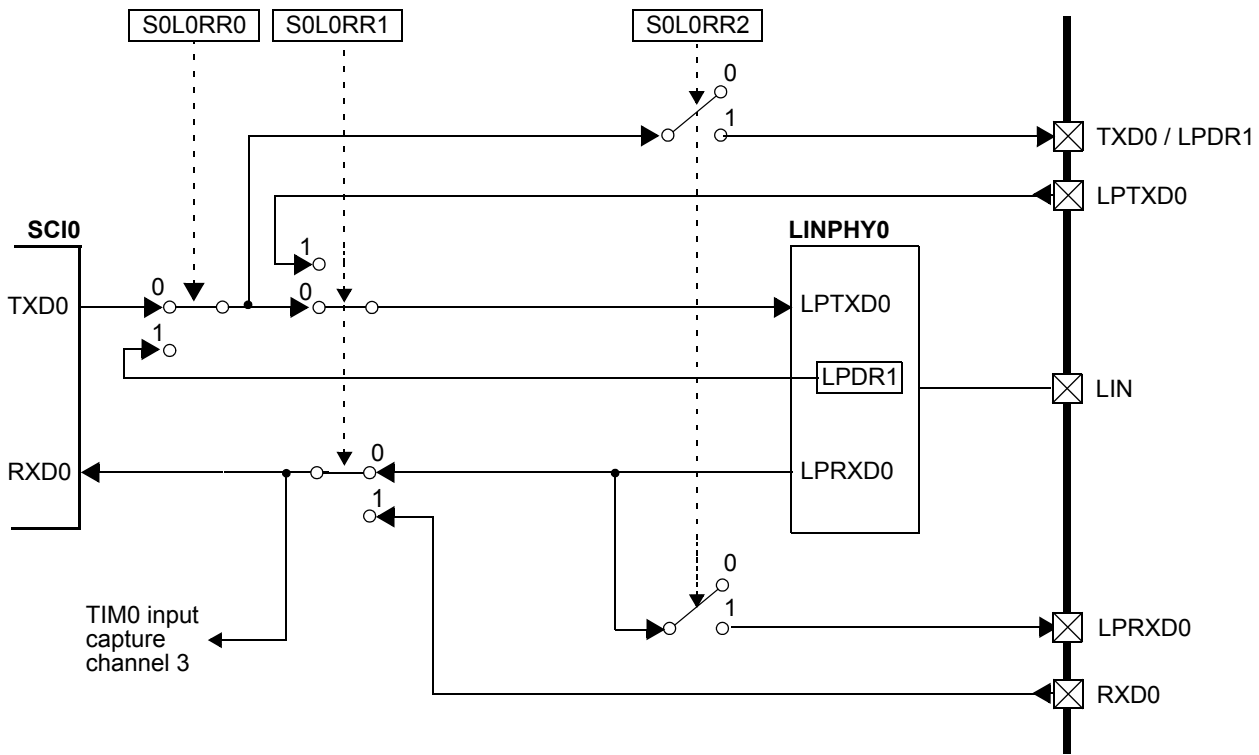 S0L0RR0
S0L0RR1
S0L0RR2
0
1
TXD0 / LPDR1
LPTXD0
SCI0
LINPHY0
1
0
0
TXD0
LPTXD0
1
LPDR1
LIN
0
RXD0
LPRXD0
1
0
1
TIM0 input
capture
channel 3
LPRXD0
RXD0